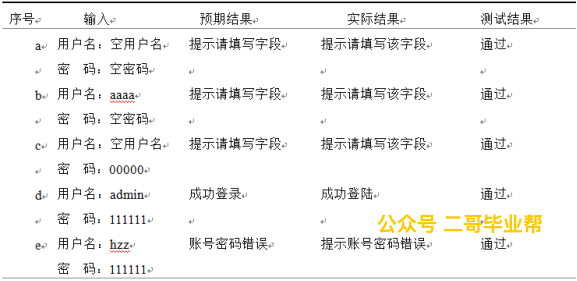 序号 输入 预期结果 实际结果 测试结果
a 用户名：空用户名 提示请填写字段 提示请填写该字段 通过
密 码：空密码
b 用户名：aaaa 提示请填写字段 提示请填写该字段 通过
密 码：空密码
c 用户名：空用户名 提示请填写字段 提示请填写该字段 通过
密 码：00000
d 用户名：admin 成功登录 成功登陆 通过
密 码：111111
公众号 二哥毕业帮
e 用户名：hzz 账号密码错误 提示账号密码错误 通过
密 码：111111